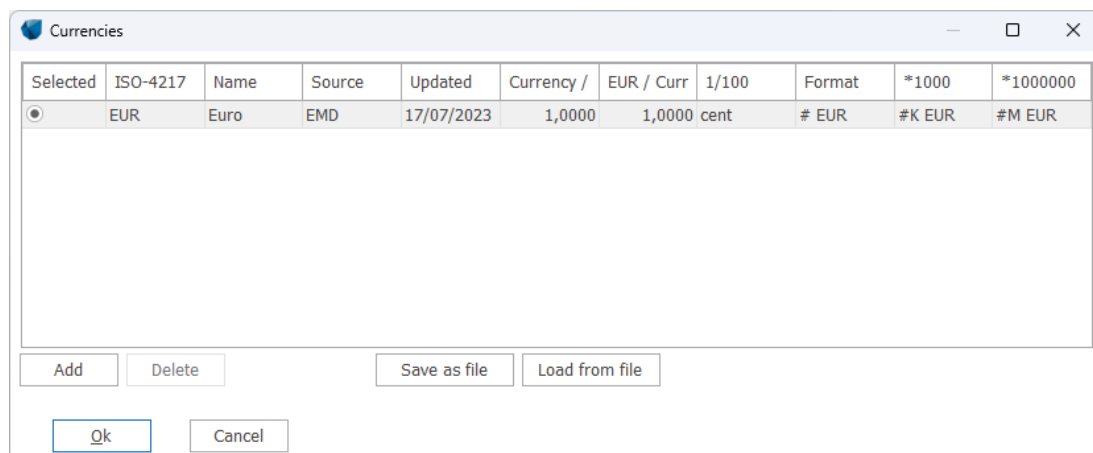 Currencies
Selected ISO-4217 Name Source Updated Currency / EUR / Curr 1/100 Format *1000 *1000000
EUR Euro EMD 17/07/2023 1,0000 1,0000 cent # EUR #K EUR #M EUR
Add Delete Save as file Load from file
Ok Cancel